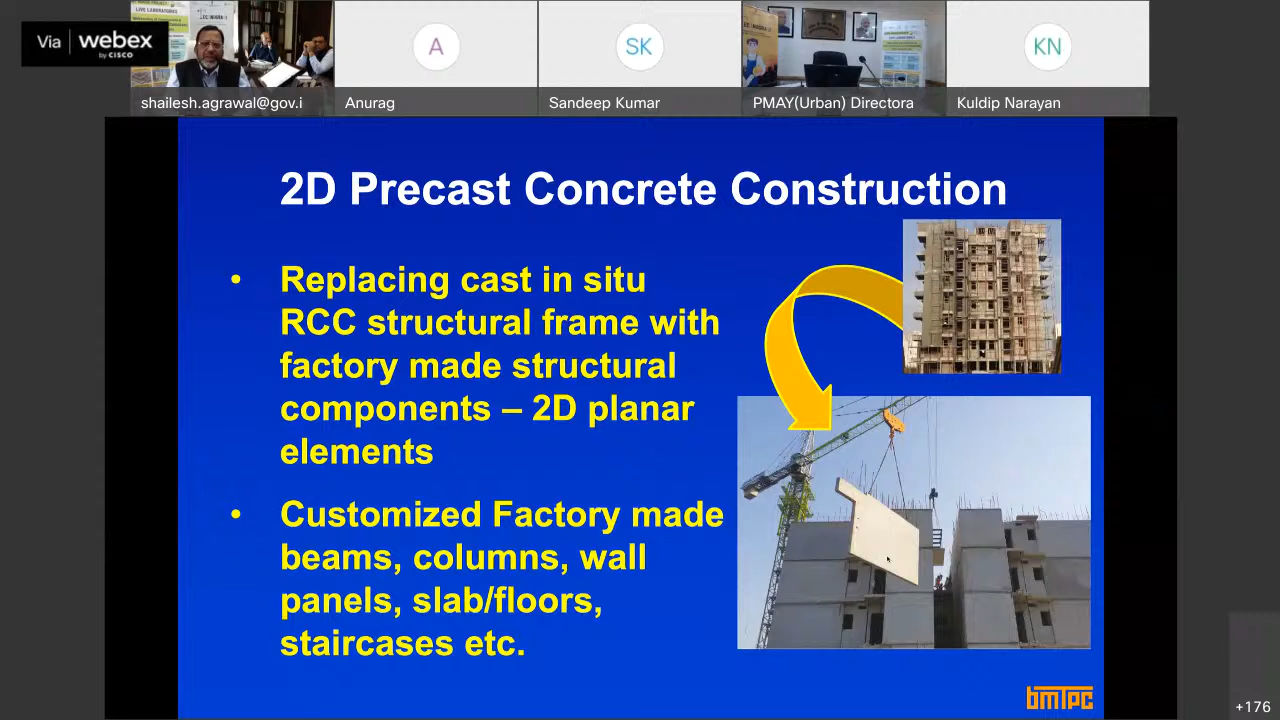 Via webex
by CISCO
LIVE LABORATORIES
A
SK
KN
shailesh.agrawal@gov.i
Anurag
Sandeep Kumar
PMAY(Urban) Directora
Kuldip Narayan
2D Precast Concrete Construction
• Replacing cast in situ
RCC structural frame with
factory made structural
components – 2D planar
elements
• Customized Factory made
beams, columns, wall
panels, slab/floors,
staircases etc.
bmTpc
+176